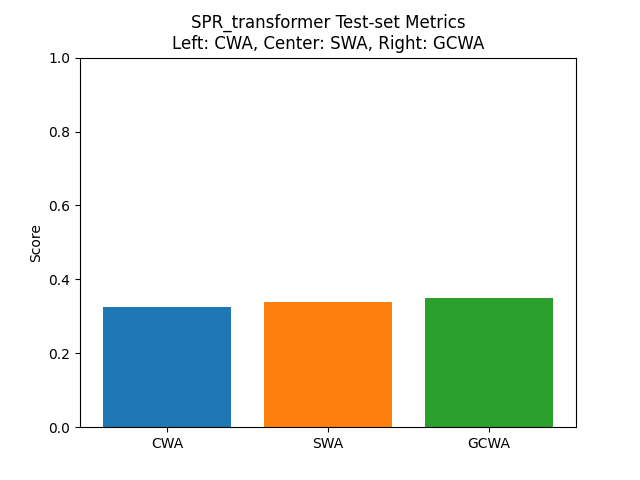 SPR_transformer Test-set Metrics
Left: CWA, Center: SWA, Right: GCWA
1.0
0.8
0.6
0.4
0.2
0.0
Score
CWA
SWA
GCWA